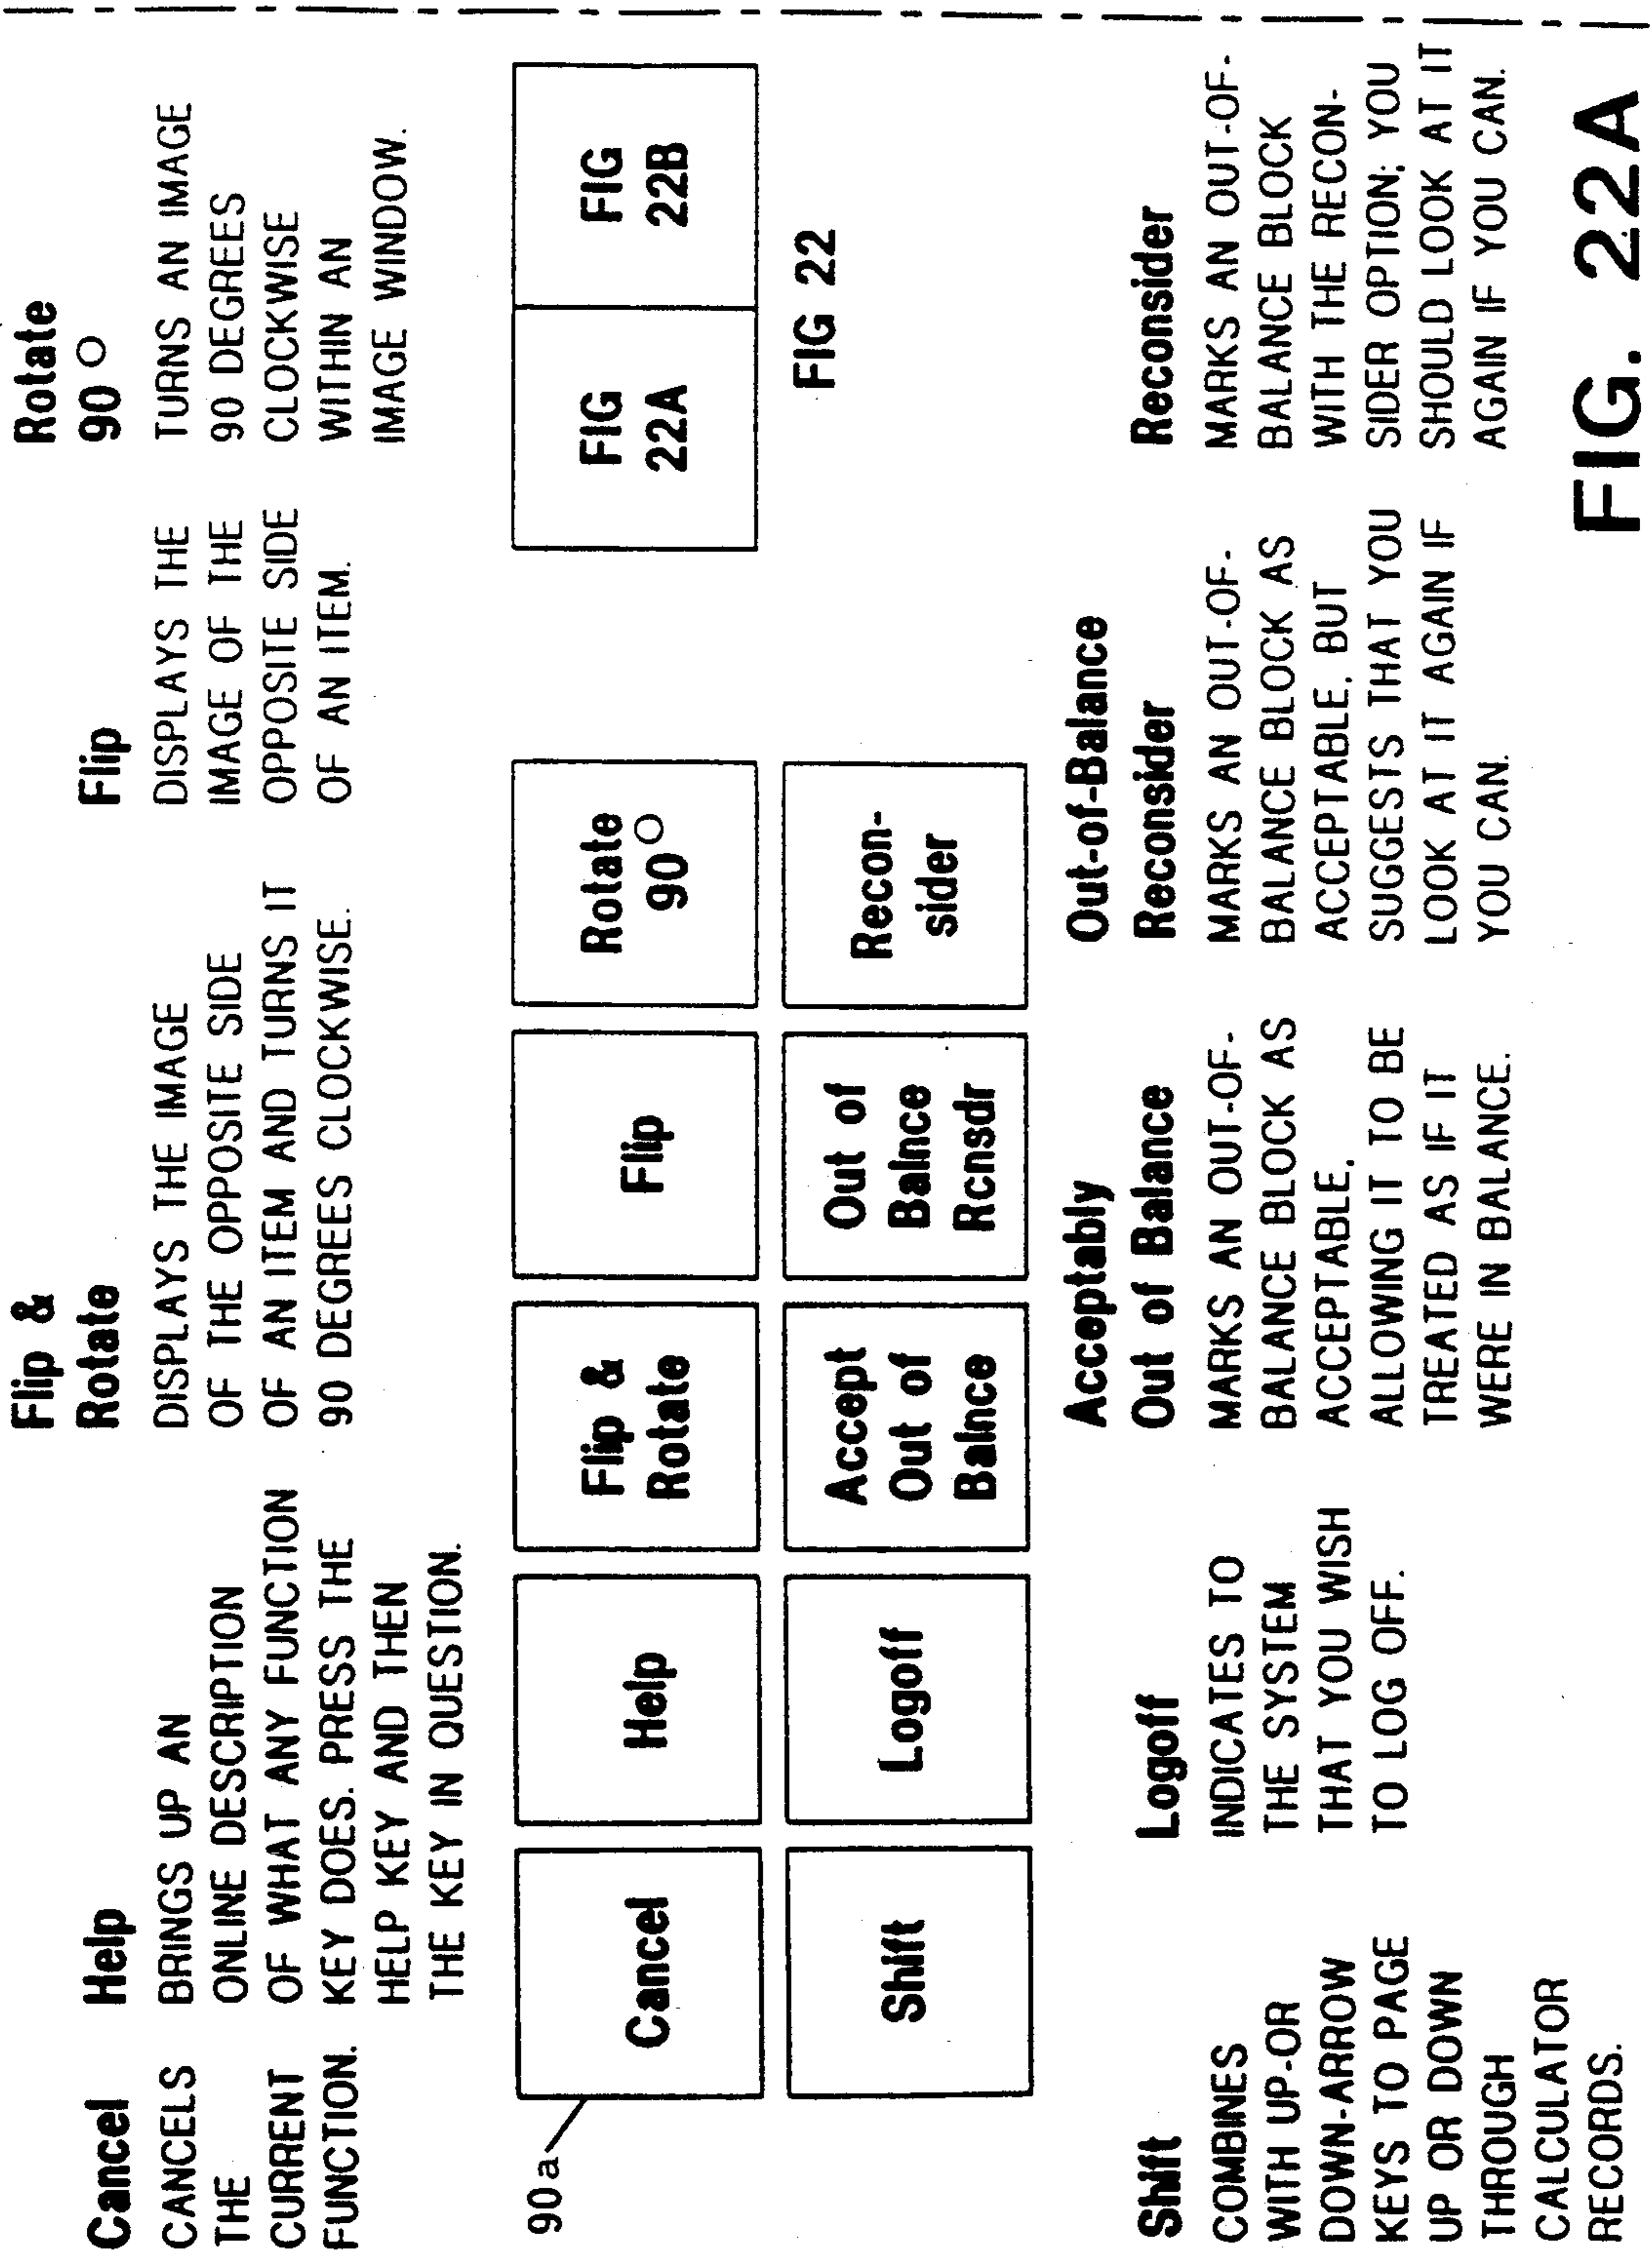 Cancel
CANCELS
THE
CURRENT
FUNCTION.
Help
BRINGS UP AN
ONLINE DESCRIPTION
OF WHAT ANY FUNCTION
KEY DOES. PRESS THE
HELP KEY AND THEN
THE KEY IN QUESTION.
Flip &
Rotate
DISPLAYS THE IMAGE
OF THE OPPOSITE SIDE
OF AN ITEM AND TURNS IT
90 DEGREES CLOCKWISE.
Flip
DISPLAYS THE
IMAGE OF THE
OPPOSITE SIDE
OF AN ITEM.
Rotate
90 O
TURNS AN IMAGE
90 DEGREES
CLOCKWISE
WITHIN AN
IMAGE WINDOW.
90a
Cancel
Help
Flip &
Rotate
Flip
Rotate
90 O
FIG
22A
FIG
22B
FIG 22
Shift
Logoff
Accept
Out of
Balnce
Out of
Balnce
Rcnsdr
Recon-
sider
Shift
COMBINES
WITH UP-OR
DOWN-ARROW
KEYS TO PAGE
UP OR DOWN
THROUGH
CALCULATOR
RECORDS.
Logoff
INDICATES TO
THE SYSTEM
THAT YOU WISH
TO LOG OFF.
Acceptably
Out of Balance
MARKS AN OUT-OF-
BALANCE BLOCK AS
ACCEPTABLE,
ALLOWING IT TO BE
TREATED AS IF IT
WERE IN BALANCE.
Out-of-Balance
Reconsider
MARKS AN OUT-OF-
BALANCE BLOCK AS
ACCEPTABLE, BUT
SUGGESTS THAT YOU
LOOK AT IT AGAIN IF
YOU CAN.
Reconsider
MARKS AN OUT-OF-
BALANCE BLOCK
WITH THE RECON-
SIDER OPTION; YOU
SHOULD LOOK AT IT
AGAIN IF YOU CAN.
FIG. 22A